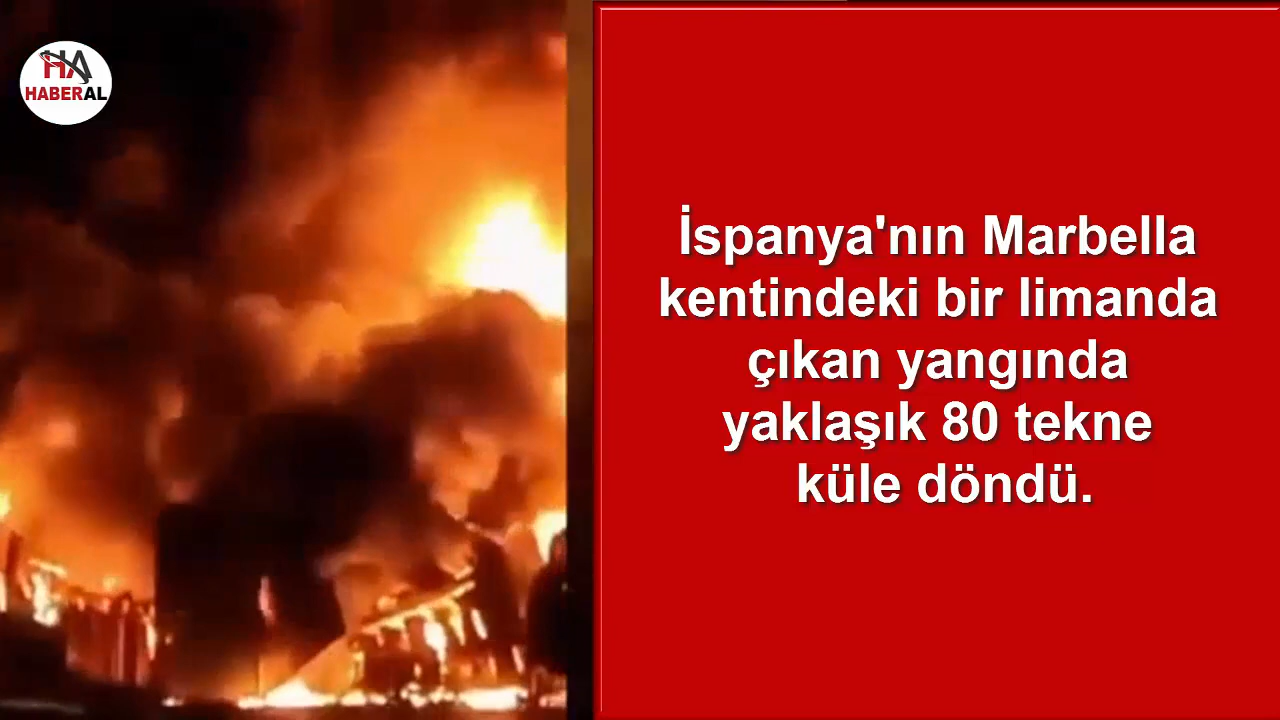 HA
HABERAL
İspanya'nın Marbella
kentindeki bir limanda
çıkan yangında
yaklaşık 80 tekne
küle döndü.